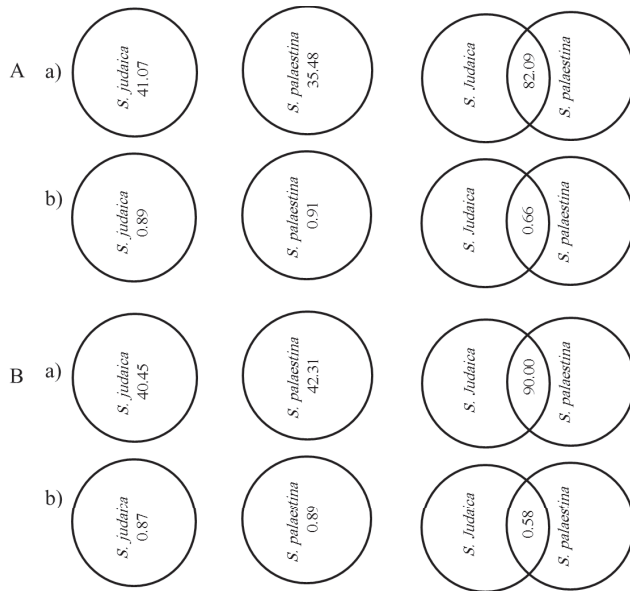 A a)
S. judaica
41.07
S. palaestina
35.48
S. Judaica
82.09
S. palaestina
b)
S. judaica
0.89
S. palaestina
0.91
S. Judaica
0.66
S. palaestina
B a)
S. judaica
40.45
S. palaestina
42.31
S. Judaica
90.00
S. palaestina
b)
S. judaica
0.87
S. palaestina
0.89
S. Judaica
0.58
S. palaestina